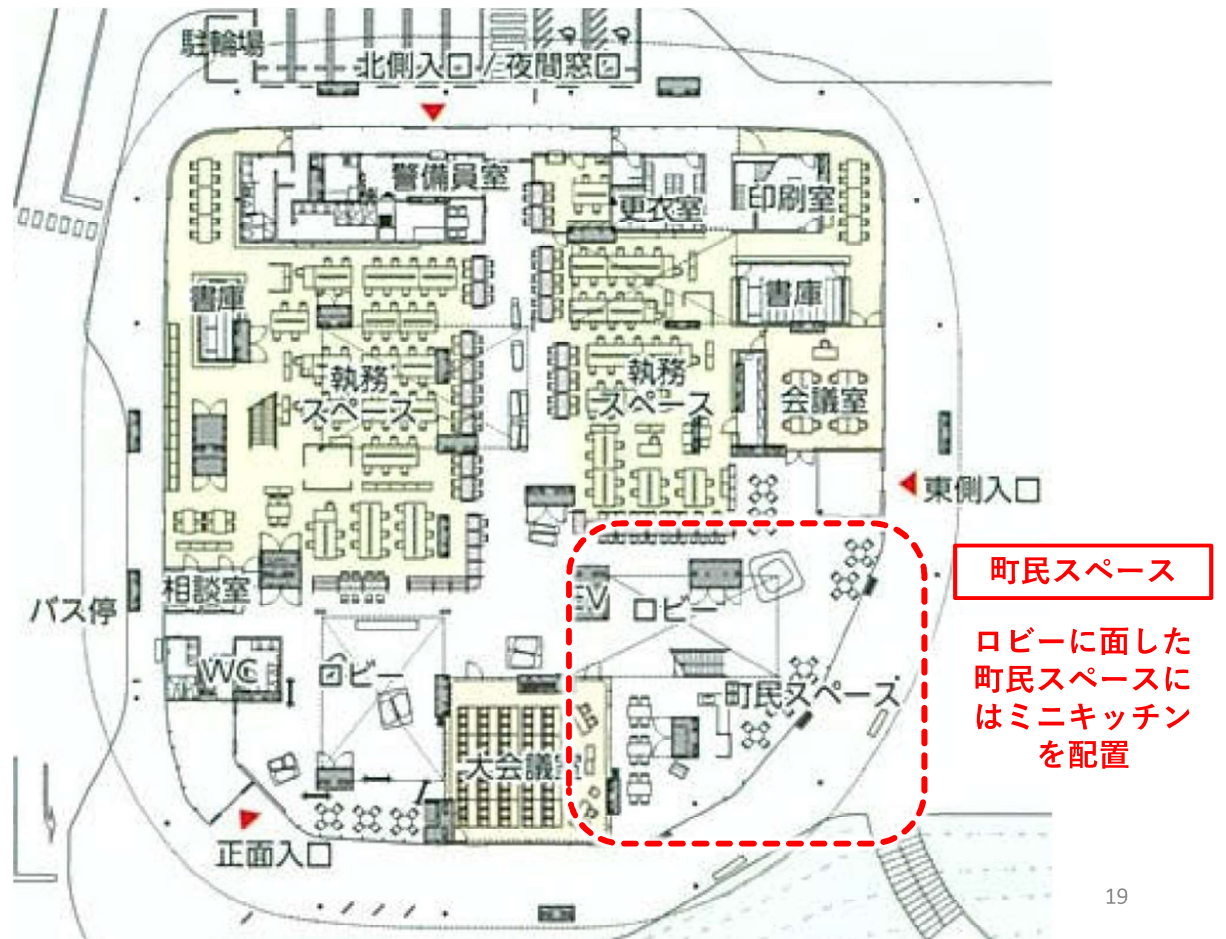 駐輪場
北側入口 / 夜間窓口
警備員室
更衣室
印刷室
書庫
書庫
執務
スペース
執務
スペース
会議室
東側入口
相談室
バス停
EV
ロビー
WC
ロビー
町民スペース
大会議室
正面入口
町民スペース
ロビーに面した
町民スペースに
はミニキッチン
を配置
19